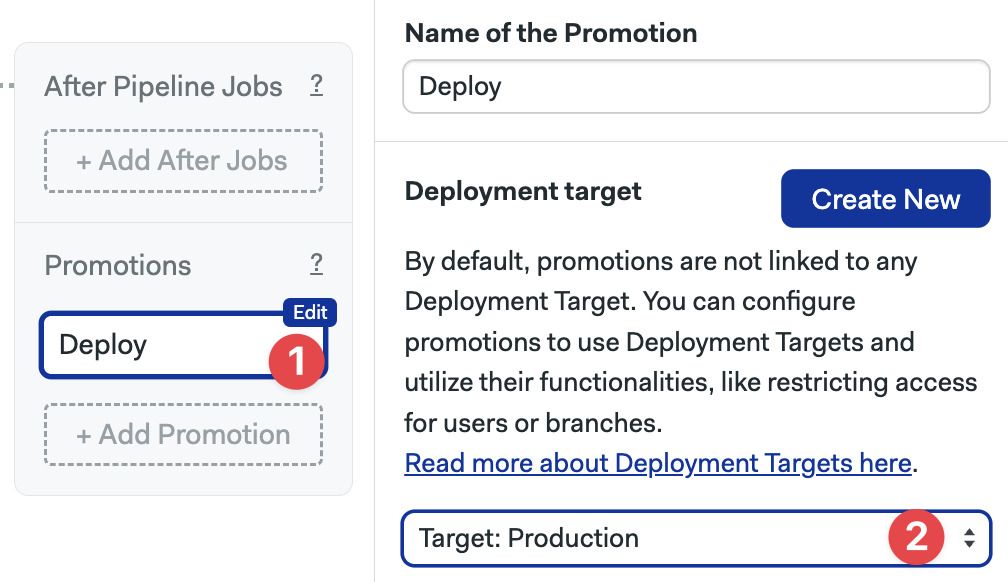 After Pipeline Jobs ?
+ Add After Jobs
Promotions ?
Edit
Deploy
1
+ Add Promotion
Name of the Promotion
Deploy
Deployment target
Create New
By default, promotions are not linked to any
Deployment Target. You can configure
promotions to use Deployment Targets and
utilize their functionalities, like restricting access
for users or branches.
Read more about Deployment Targets here.
Target: Production
2